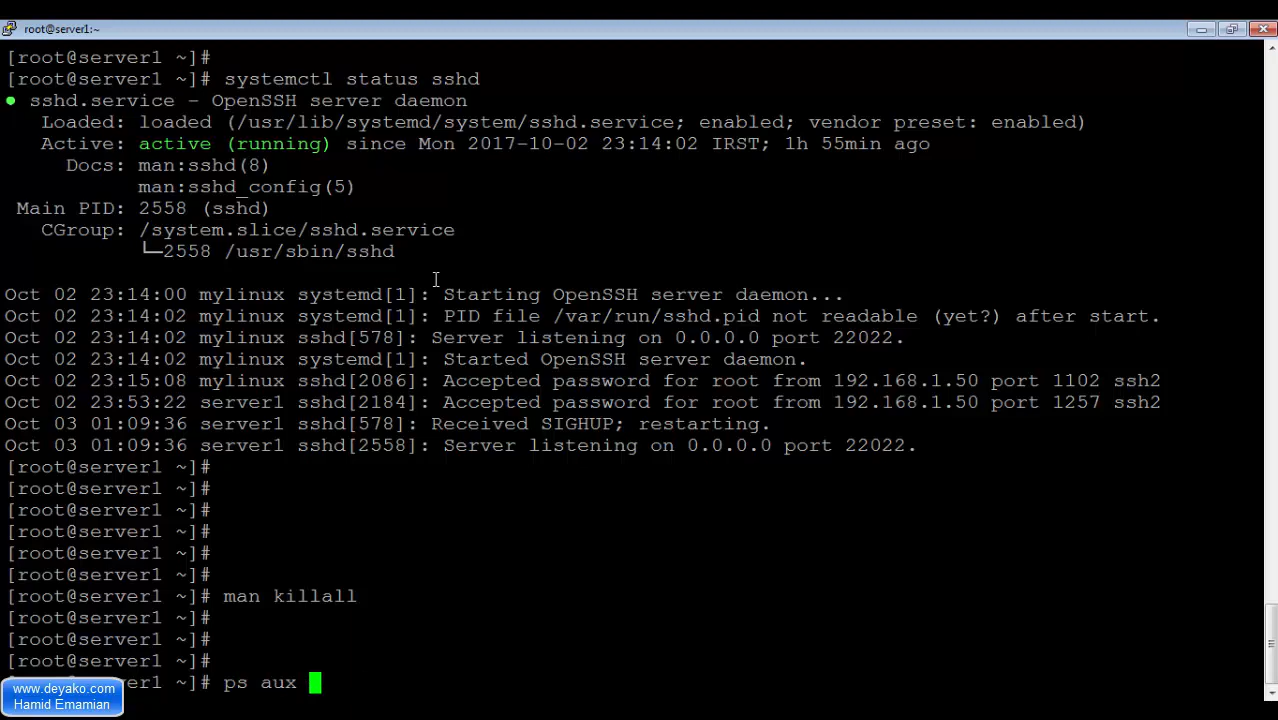 root@server1:~
[root@server1 ~]#
[root@server1 ~]# systemctl status sshd
● sshd.service - OpenSSH server daemon
   Loaded: loaded (/usr/lib/systemd/system/sshd.service; enabled; vendor preset: enabled)
   Active: active (running) since Mon 2017-10-02 23:14:02 IRST; 1h 55min ago
     Docs: man:sshd(8)
           man:sshd_config(5)
 Main PID: 2558 (sshd)
   CGroup: /system.slice/sshd.service
           └─2558 /usr/sbin/sshd
Oct 02 23:14:00 mylinux systemd[1]: Starting OpenSSH server daemon...
Oct 02 23:14:02 mylinux systemd[1]: PID file /var/run/sshd.pid not readable (yet?) after start.
Oct 02 23:14:02 mylinux sshd[578]: Server listening on 0.0.0.0 port 22022.
Oct 02 23:14:02 mylinux systemd[1]: Started OpenSSH server daemon.
Oct 02 23:15:08 mylinux sshd[2086]: Accepted password for root from 192.168.1.50 port 1102 ssh2
Oct 02 23:53:22 server1 sshd[2184]: Accepted password for root from 192.168.1.50 port 1257 ssh2
Oct 03 01:09:36 server1 sshd[578]: Received SIGHUP; restarting.
Oct 03 01:09:36 server1 sshd[2558]: Server listening on 0.0.0.0 port 22022.
[root@server1 ~]#
[root@server1 ~]#
[root@server1 ~]#
[root@server1 ~]#
[root@server1 ~]#
[root@server1 ~]#
[root@server1 ~]# man killall
[root@server1 ~]#
[root@server1 ~]#
[root@server1 ~]#
erver1 ~]# ps aux
www.deyako.com
Hamid Emamian